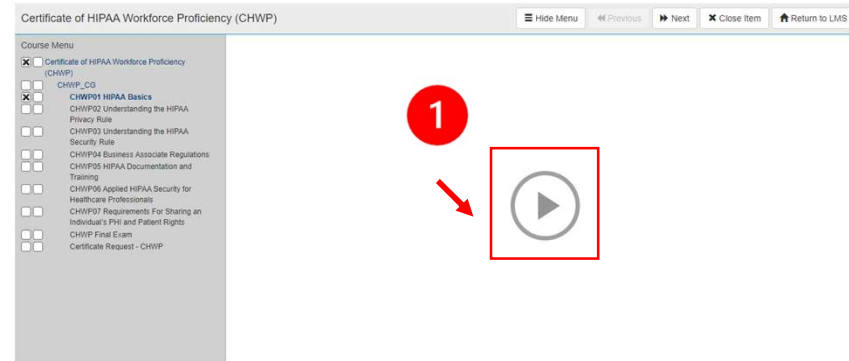 Certificate of HIPAA Workforce Proficiency (CHWP)
Hide Menu
Previous
Next
Close Item
Return to LMS
Course Menu
Certificate of HIPAA Workforce Proficiency
(CHWP)
CHWP_CG
CHWP01 HIPAA Basics
CHWP02 Understanding the HIPAA
Privacy Rule
CHWP03 Understanding the HIPAA
Security Rule
CHWP04 Business Associate Regulations
CHWP05 HIPAA Documentation and
Training
CHWP06 Applied HIPAA Security for
Healthcare Professionals
CHWP07 Requirements For Sharing an
Individual's PHI and Patient Rights
CHWP Final Exam
Certificate Request - CHWP
1